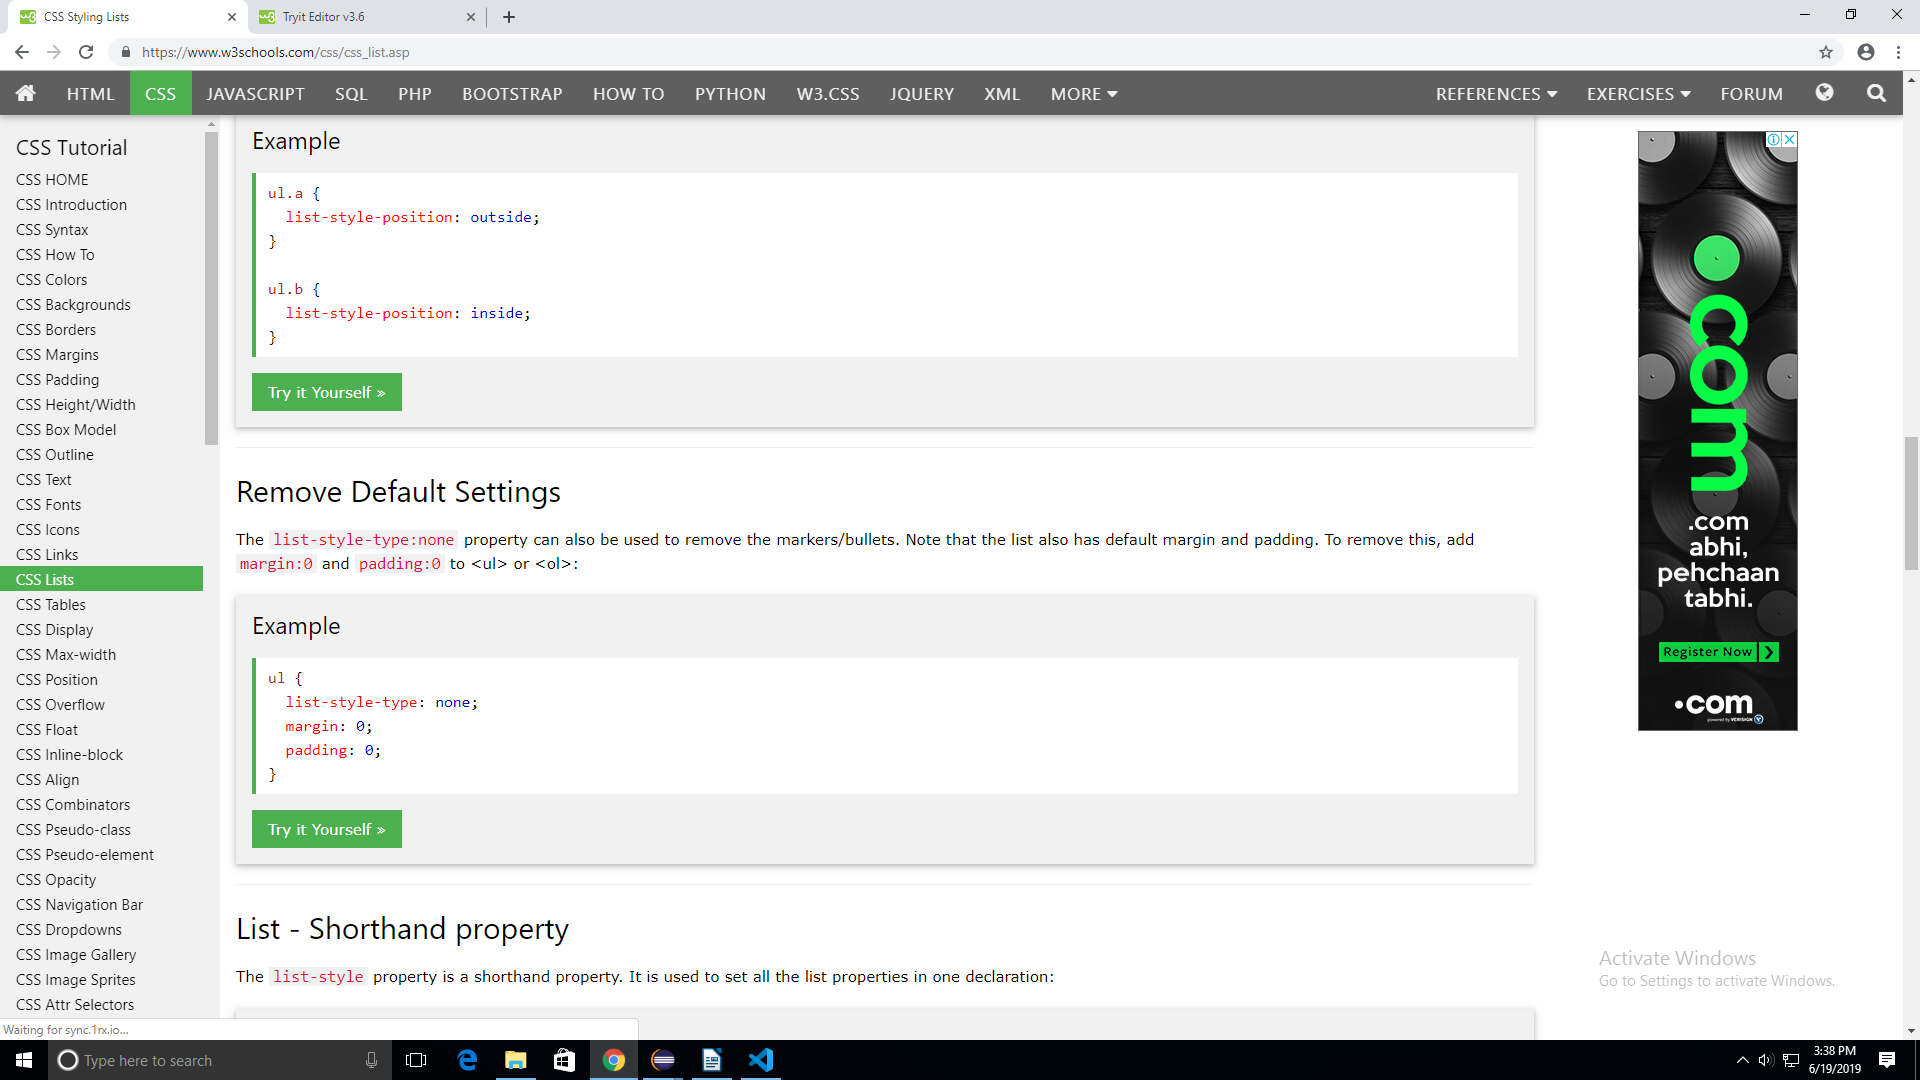 CSS Styling Lists
Tryit Editor v3.6
https://www.w3schools.com/css/css_list.asp
HTML CSS JAVASCRIPT SQL PHP BOOTSTRAP HOW TO PYTHON W3.CSS JQUERY XML MORE REFERENCES EXERCISES FORUM
CSS Tutorial
CSS HOME
CSS Introduction
CSS Syntax
CSS How To
CSS Colors
CSS Backgrounds
CSS Borders
CSS Margins
CSS Padding
CSS Height/Width
CSS Box Model
CSS Outline
CSS Text
CSS Fonts
CSS Icons
CSS Links
CSS Lists
CSS Tables
CSS Display
CSS Max-width
CSS Position
CSS Overflow
CSS Float
CSS Inline-block
CSS Align
CSS Combinators
CSS Pseudo-class
CSS Pseudo-element
CSS Opacity
CSS Navigation Bar
CSS Dropdowns
CSS Image Gallery
CSS Image Sprites
CSS Attr Selectors
Example
ul.a {
list-style-position: outside;
}
ul.b {
list-style-position: inside;
}
Try it Yourself »
Remove Default Settings
The list-style-type:none property can also be used to remove the markers/bullets. Note that the list also has default margin and padding. To remove this, add
margin:0 and padding:0 to <ul> or <ol>:
Example
ul {
list-style-type: none;
margin: 0;
padding: 0;
}
Try it Yourself »
List - Shorthand property
The list-style property is a shorthand property. It is used to set all the list properties in one declaration:
.com
.com
abhi,
pehchaan
tabhi.
Register Now
.com
powered by VERISIGN
Activate Windows
Go to Settings to activate Windows.
Waiting for sync.1rx.io...
Type here to search
3:38 PM
6/19/2019